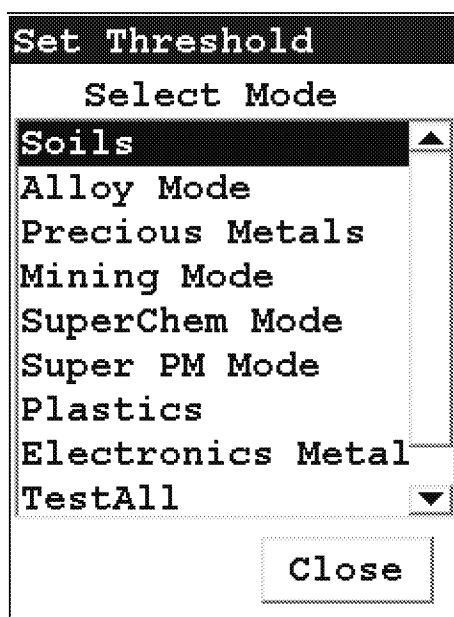 Set Threshold
Select Mode
Soils
Alloy Mode
Precious Metals
Mining Mode
SuperChem Mode
Super PM Mode
Plastics
Electronics Metal
TestAll
Close